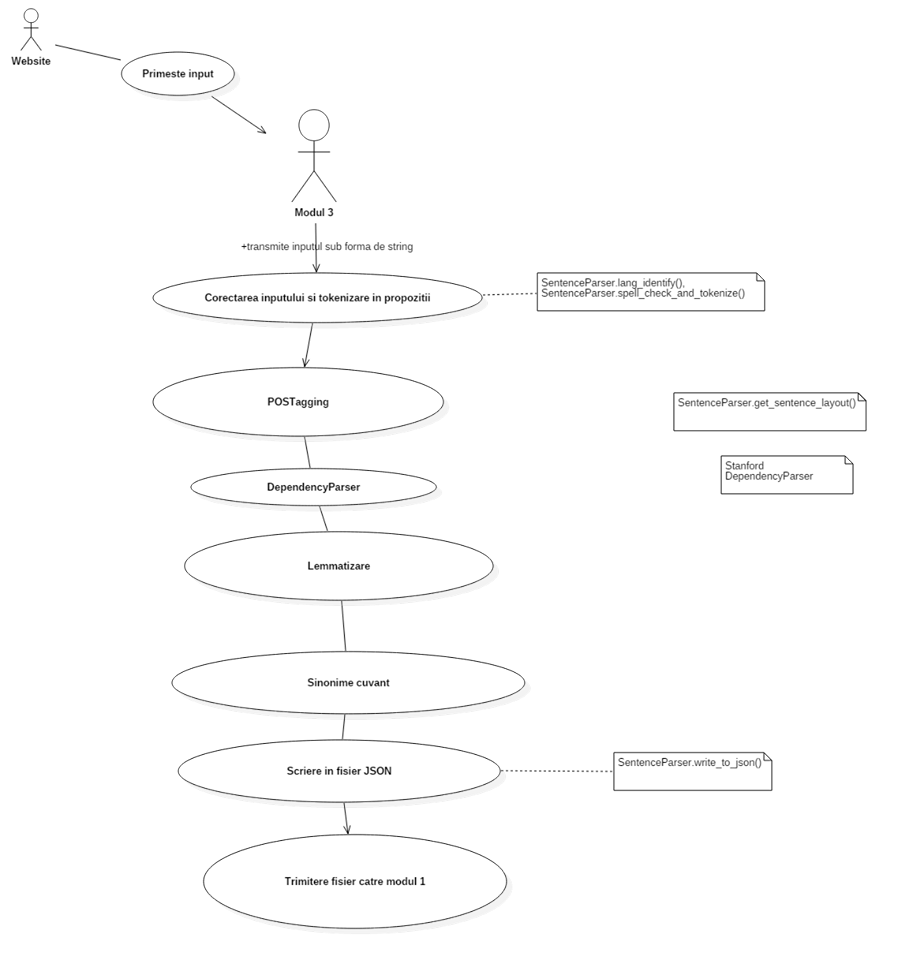 Website
Primeste input
Modul 3
+transmite inputul sub forma de string
Corectarea inputului si tokenizare in propozitii
SentenceParser.lang_identify(),
SentenceParser.spell_check_and_tokenize()
POSTagging
SentenceParser.get_sentence_layout()
Stanford
DependencyParser
DependencyParser
Lemmatizare
Sinonime cuvant
Scriere in fisier JSON
SentenceParser.write_to_json()
Trimitere fisier catre modul 1